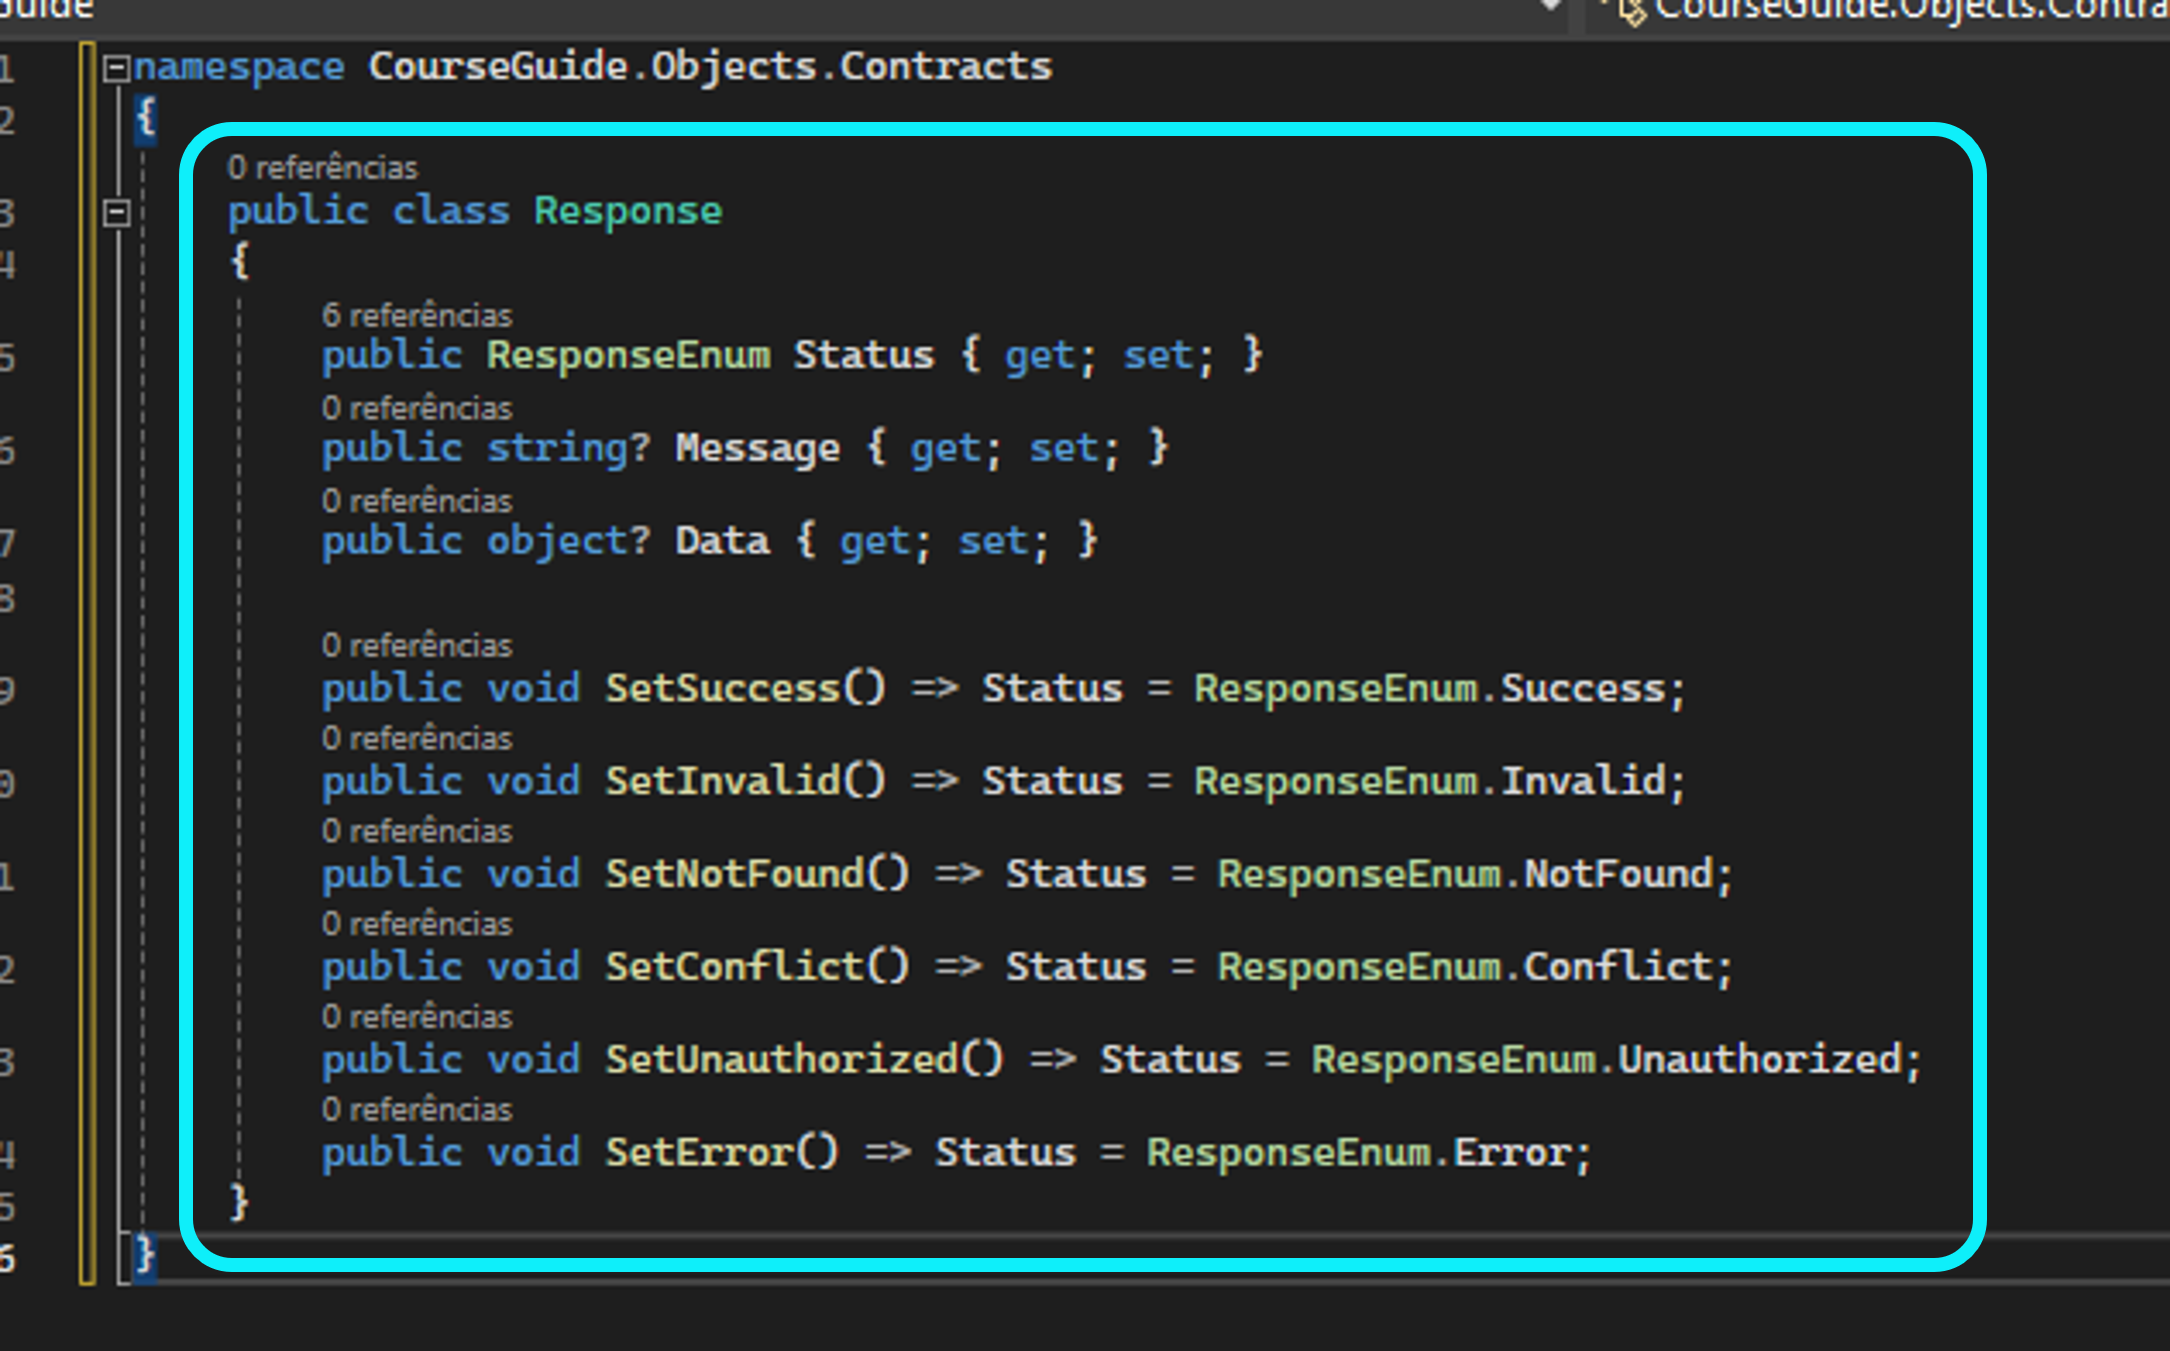 Guide
CourseGuide.Objects.Contra
1 namespace CourseGuide.Objects.Contracts
2 {
0 referências
3 public class Response
4 {
6 referências
5 public ResponseEnum Status { get; set; }
0 referências
6 public string? Message { get; set; }
0 referências
7 public object? Data { get; set; }
8
0 referências
9 public void SetSuccess() => Status = ResponseEnum.Success;
0 referências
0 public void SetInvalid() => Status = ResponseEnum.Invalid;
0 referências
1 public void SetNotFound() => Status = ResponseEnum.NotFound;
0 referências
2 public void SetConflict() => Status = ResponseEnum.Conflict;
0 referências
3 public void SetUnauthorized() => Status = ResponseEnum.Unauthorized;
0 referências
4 public void SetError() => Status = ResponseEnum.Error;
5 }
6 }